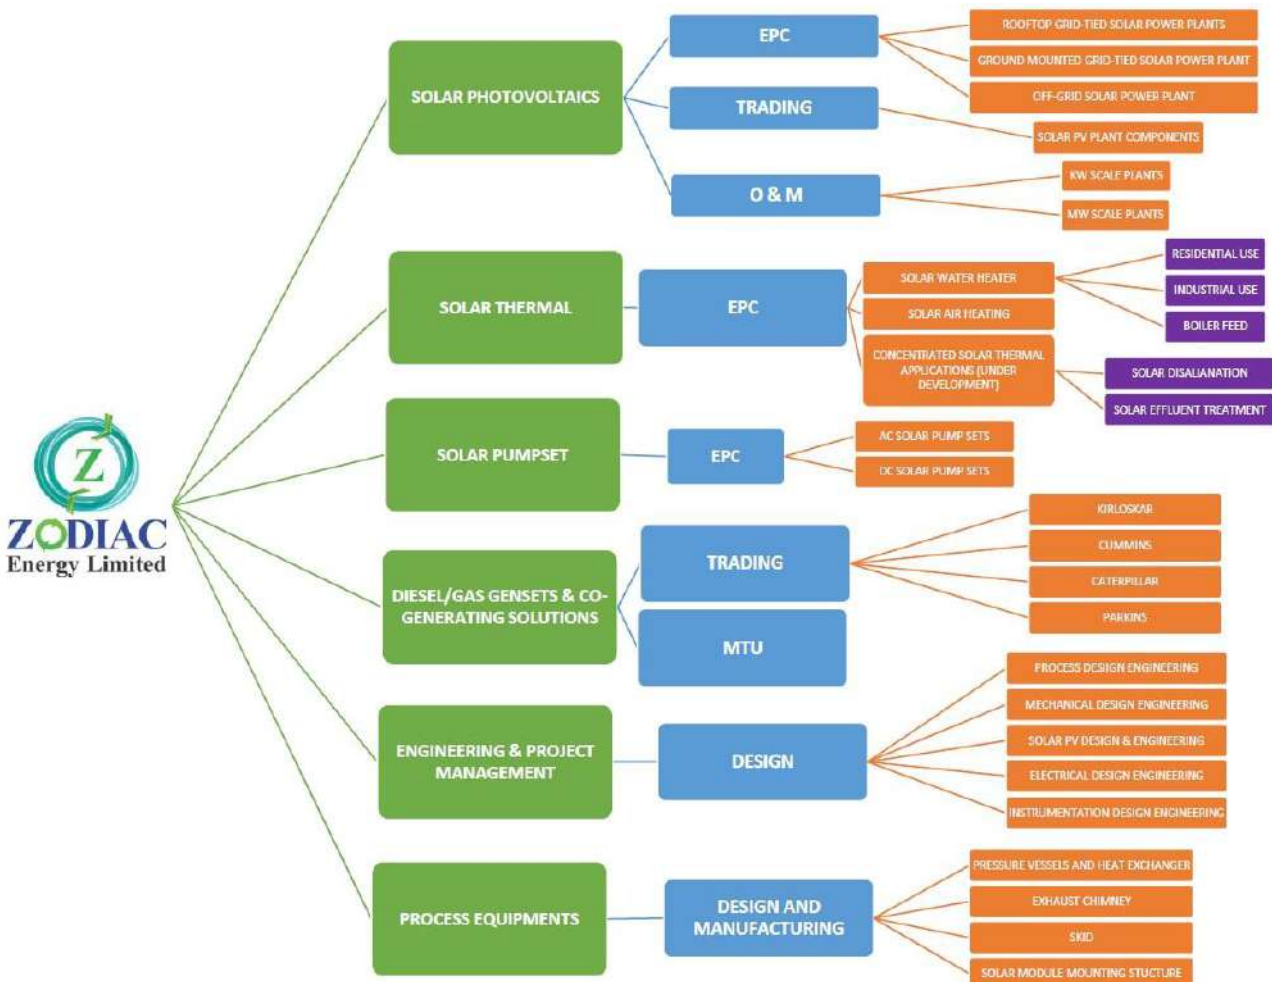 Z
ZODIAC
Energy Limited
SOLAR PHOTOVOLTAICS
EPC
ROOFTOP GRID-TIED SOLAR POWER PLANTS
GROUND MOUNTED GRID-TIED SOLAR POWER PLANT
OFF-GRID SOLAR POWER PLANT
TRADING
SOLAR PV PLANT COMPONENTS
O & M
KW SCALE PLANTS
MW SCALE PLANTS
SOLAR THERMAL
EPC
SOLAR WATER HEATER
RESIDENTIAL USE
INDUSTRIAL USE
BOILER FEED
SOLAR AIR HEATING
CONCENTRATED SOLAR THERMAL
APPLICATIONS (UNDER
DEVELOPMENT)
SOLAR DISALIANATION
SOLAR EFFLUENT TREATMENT
SOLAR PUMPSET
EPC
AC SOLAR PUMP SETS
DC SOLAR PUMP SETS
DIESEL/GAS GENSETS & CO-
GENERATING SOLUTIONS
TRADING
KIRLOSKAR
CUMMINS
CATERPILLAR
PARKINS
MTU
ENGINEERING & PROJECT
MANAGEMENT
DESIGN
PROCESS DESIGN ENGINEERING
MECHANICAL DESIGN ENGINEERING
SOLAR PV DESIGN & ENGINEERING
ELECTRICAL DESIGN ENGINEERING
INSTRUMENTATION DESIGN ENGINEERING
PROCESS EQUIPMENTS
DESIGN AND
MANUFACTURING
PRESSURE VESSELS AND HEAT EXCHANGER
EXHAUST CHIMNEY
SKID
SOLAR MODULE MOUNTING STUCTURE